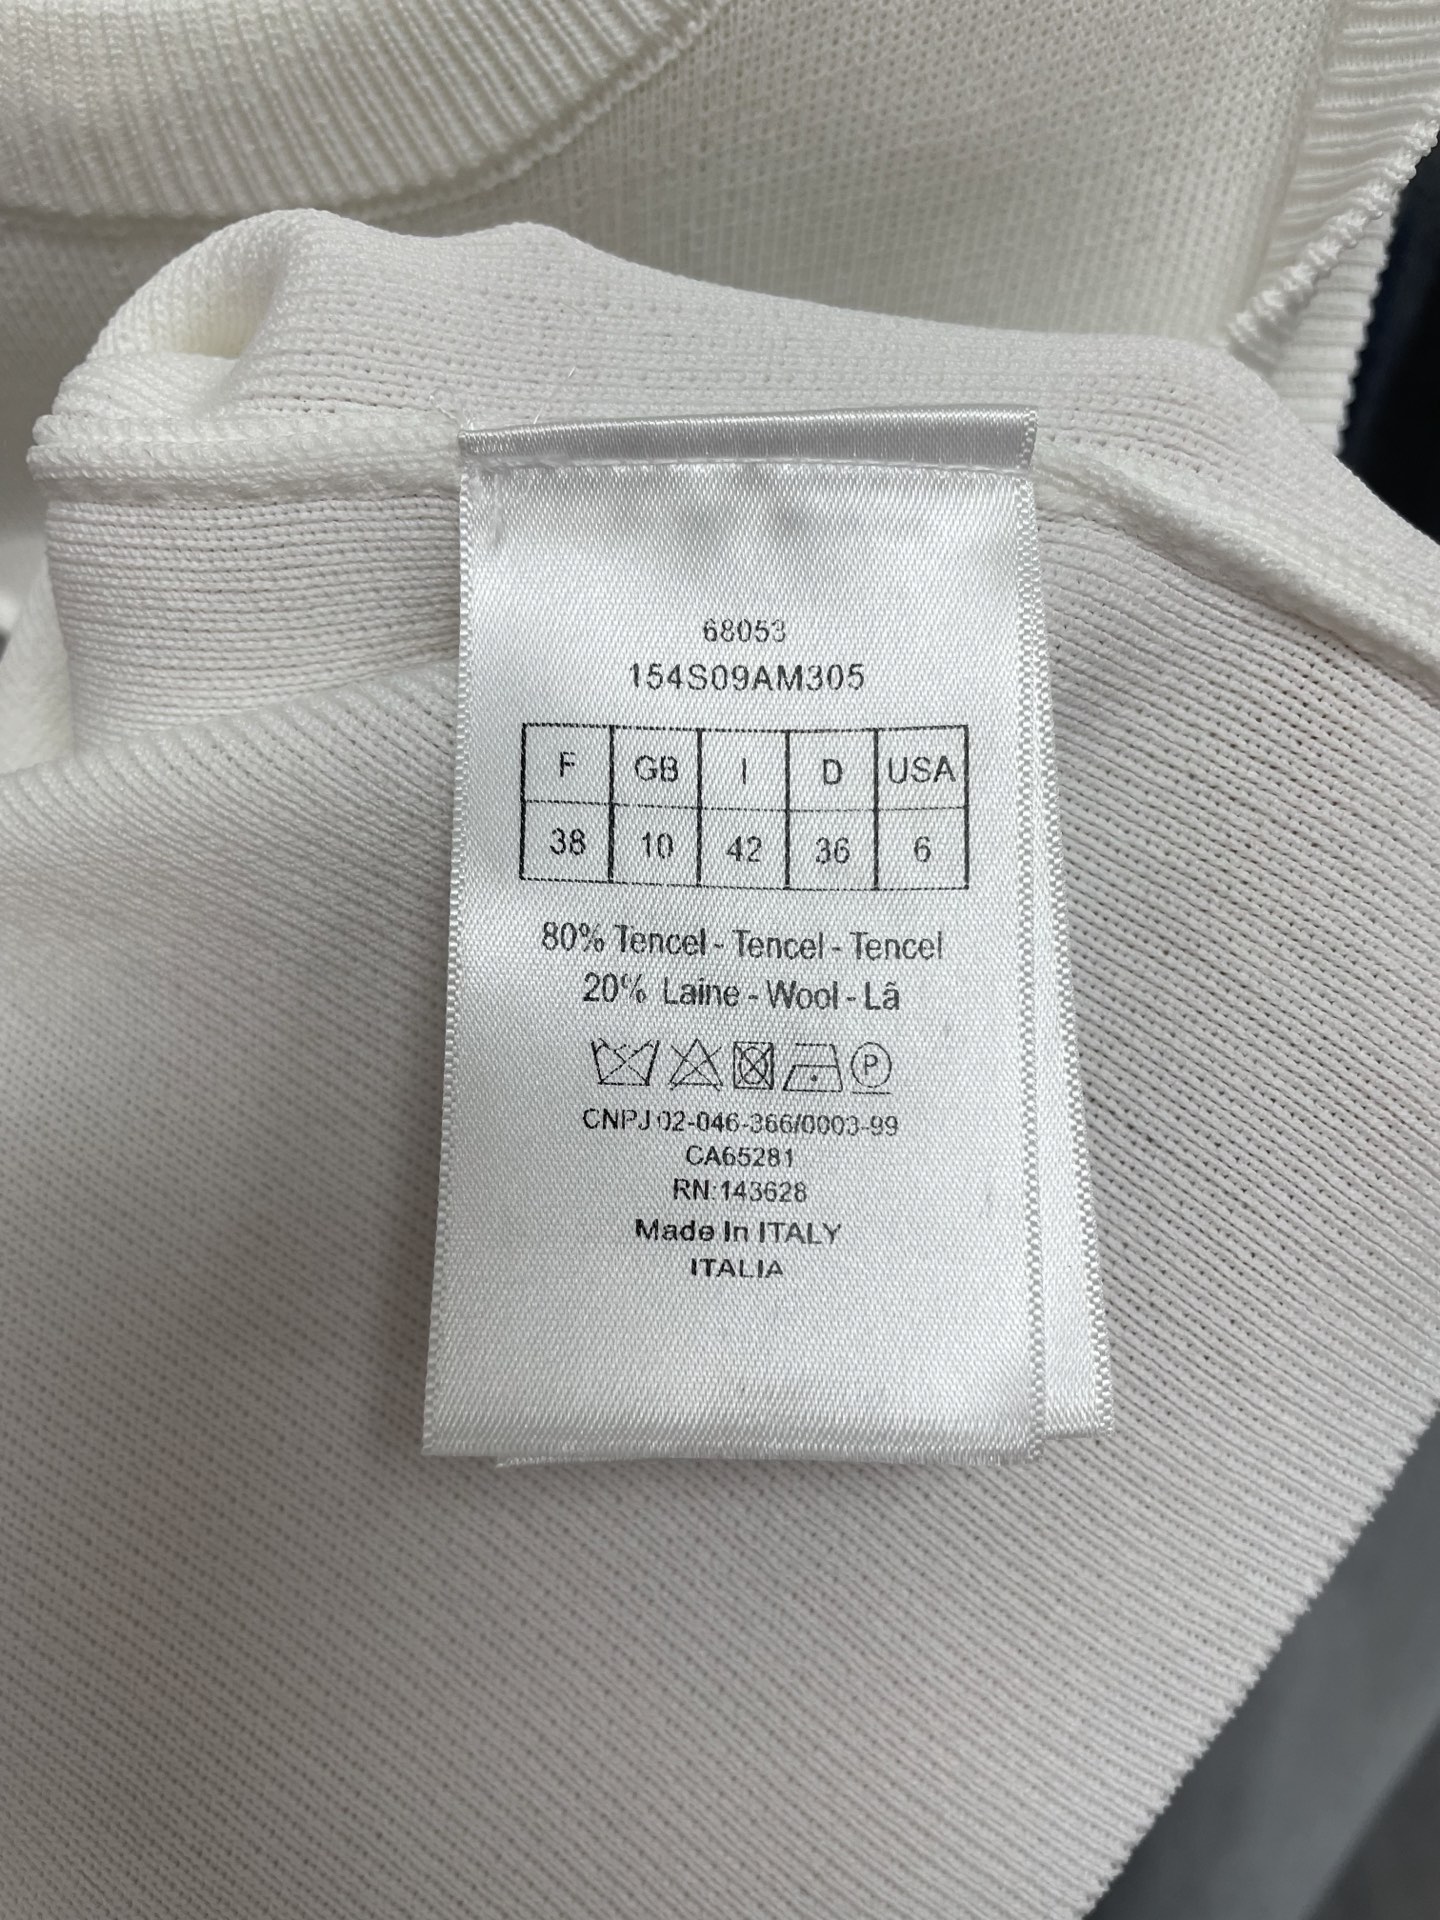 68053
154S09AM305
F GB I D USA
38 10 42 36 6
80% Tencel - Tencel - Tencel
20% Laine - Wool - Lã
P
CNPJ 02-046-366/0003-99
CA65281
RN:143628
Made In ITALY
ITALIA